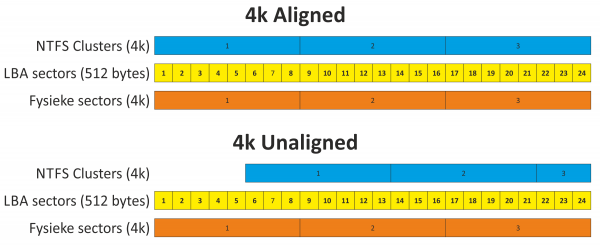 4k Aligned
NTFS Clusters (4k) 1 2 3
LBA sectors (512 bytes) 1 2 3 4 5 6 7 8 9 10 11 12 13 14 15 16 17 18 19 20 21 22 23 24
Fysieke sectors (4k) 1 2 3
4k Unaligned
NTFS Clusters (4k) 1 2 3
LBA sectors (512 bytes) 1 2 3 4 5 6 7 8 9 10 11 12 13 14 15 16 17 18 19 20 21 22 23 24
Fysieke sectors (4k) 1 2 3